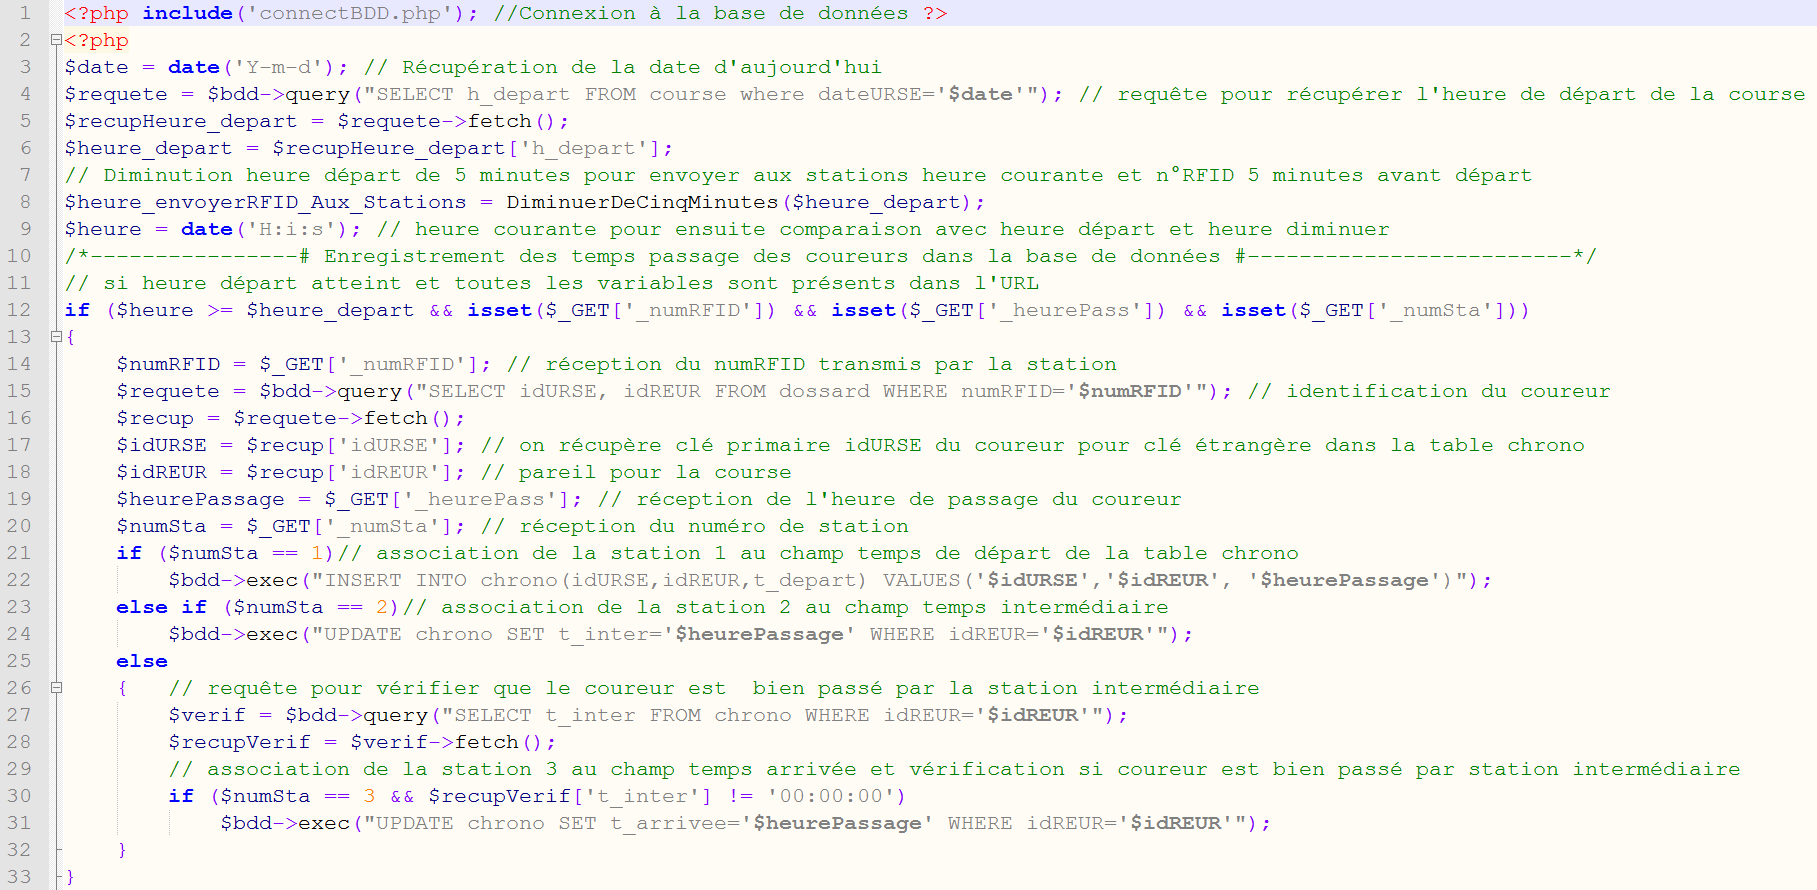 1 <?php include('connectBDD.php'); //Connexion à la base de données ?>
2 <?php
3 $date = date('Y-m-d'); // Récupération de la date d'aujourd'hui
4 $requete = $bdd->query("SELECT h_depart FROM course where dateURSE='$date'"); // requête pour récupérer l'heure de départ de la course
5 $recupHeure_depart = $requete->fetch();
6 $heure_depart = $recupHeure_depart['h_depart'];
7 // Diminution heure départ de 5 minutes pour envoyer aux stations heure courante et n°RFID 5 minutes avant départ
8 $heure_envoyerRFID_Aux_Stations = DiminuerDeCinqMinutes($heure_depart);
9 $heure = date('H:i:s'); // heure courante pour ensuite comparaison avec heure départ et heure diminuer
10 /*----------------# Enregistrement des temps passage des coureurs dans la base de données #-------------------------*/
11 // si heure départ atteint et toutes les variables sont présents dans l'URL
12 if ($heure >= $heure_depart && isset($_GET['_numRFID']) && isset($_GET['_heurePass']) && isset($_GET['_numSta']))
13 {
14 $numRFID = $_GET['_numRFID']; // réception du numRFID transmis par la station
15 $requete = $bdd->query("SELECT idURSE, idREUR FROM dossard WHERE numRFID='$numRFID'"); // identification du coureur
16 $recup = $requete->fetch();
17 $idURSE = $recup['idURSE']; // on récupère clé primaire idURSE du coureur pour clé étrangère dans la table chrono
18 $idREUR = $recup['idREUR']; // pareil pour la course
19 $heurePassage = $_GET['_heurePass']; // réception de l'heure de passage du coureur
20 $numSta = $_GET['_numSta']; // réception du numéro de station
21 if ($numSta == 1)// association de la station 1 au champ temps de départ de la table chrono
22 $bdd->exec("INSERT INTO chrono(idURSE,idREUR,t_depart) VALUES('$idURSE','$idREUR', '$heurePassage')");
23 else if ($numSta == 2)// association de la station 2 au champ temps intermédiaire
24 $bdd->exec("UPDATE chrono SET t_inter='$heurePassage' WHERE idREUR='$idREUR'");
25 else
26 { // requête pour vérifier que le coureur est  bien passé par la station intermédiaire
27 $verif = $bdd->query("SELECT t_inter FROM chrono WHERE idREUR='$idREUR'");
28 $recupVerif = $verif->fetch();
29 // association de la station 3 au champ temps arrivée et vérification si coureur est bien passé par station intermédiaire
30 if ($numSta == 3 && $recupVerif['t_inter'] != '00:00:00')
31 $bdd->exec("UPDATE chrono SET t_arrivee='$heurePassage' WHERE idREUR='$idREUR'");
32 }
33 }